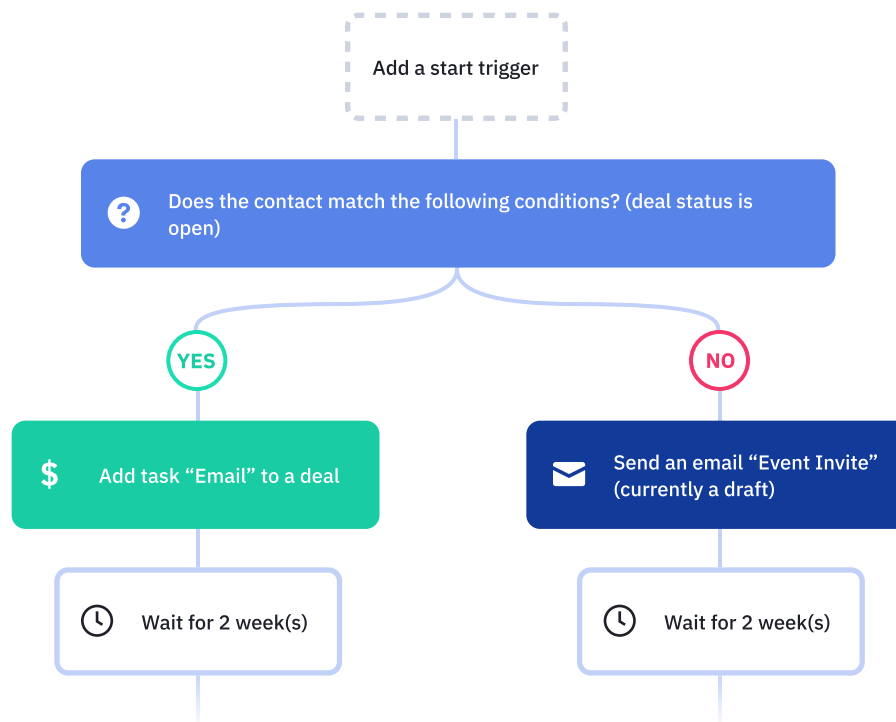 Add a start trigger
Does the contact match the following conditions? (deal status is
open)
YES
NO
$
Add task “Email” to a deal
Send an email “Event Invite”
(currently a draft)
Wait for 2 week(s)
Wait for 2 week(s)